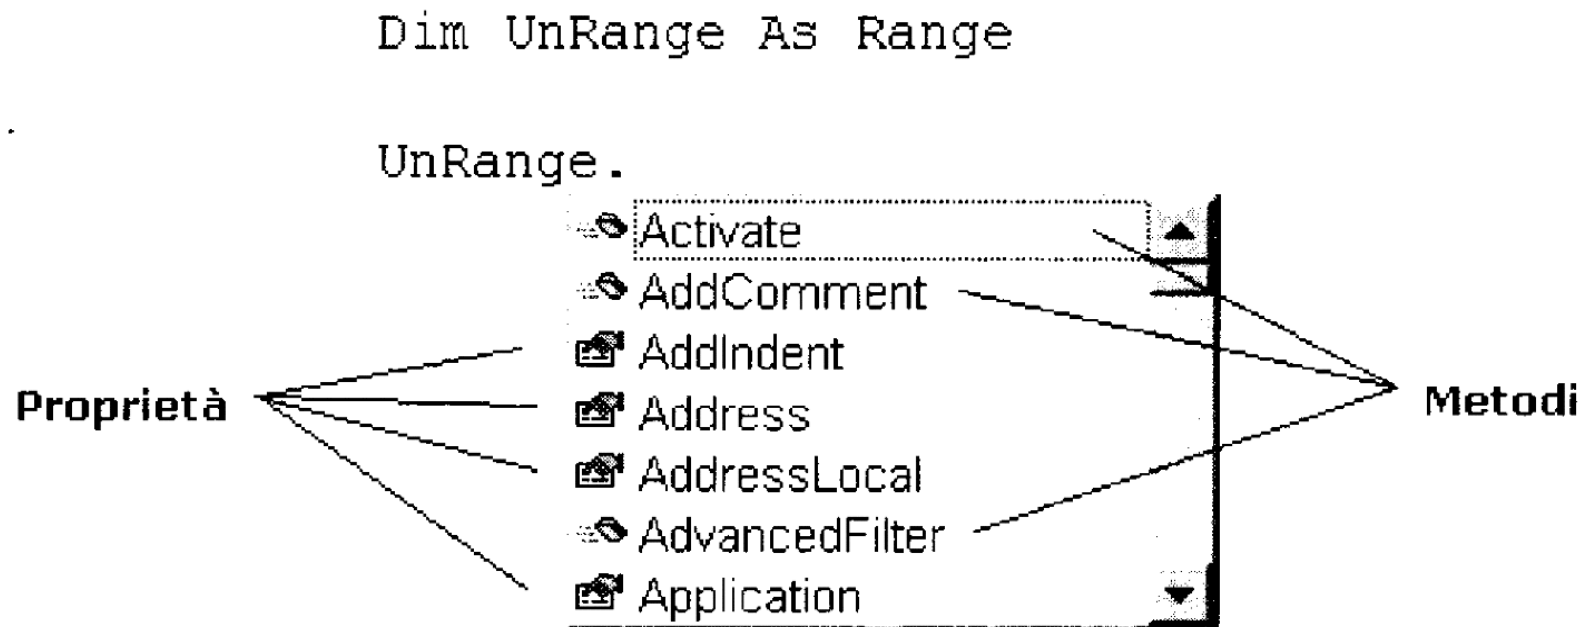 Dim UnRange As Range
UnRange.
Activate
AddComment
AddIndent
Proprietà
Address
Metodi
AddressLocal
AdvancedFilter
Application